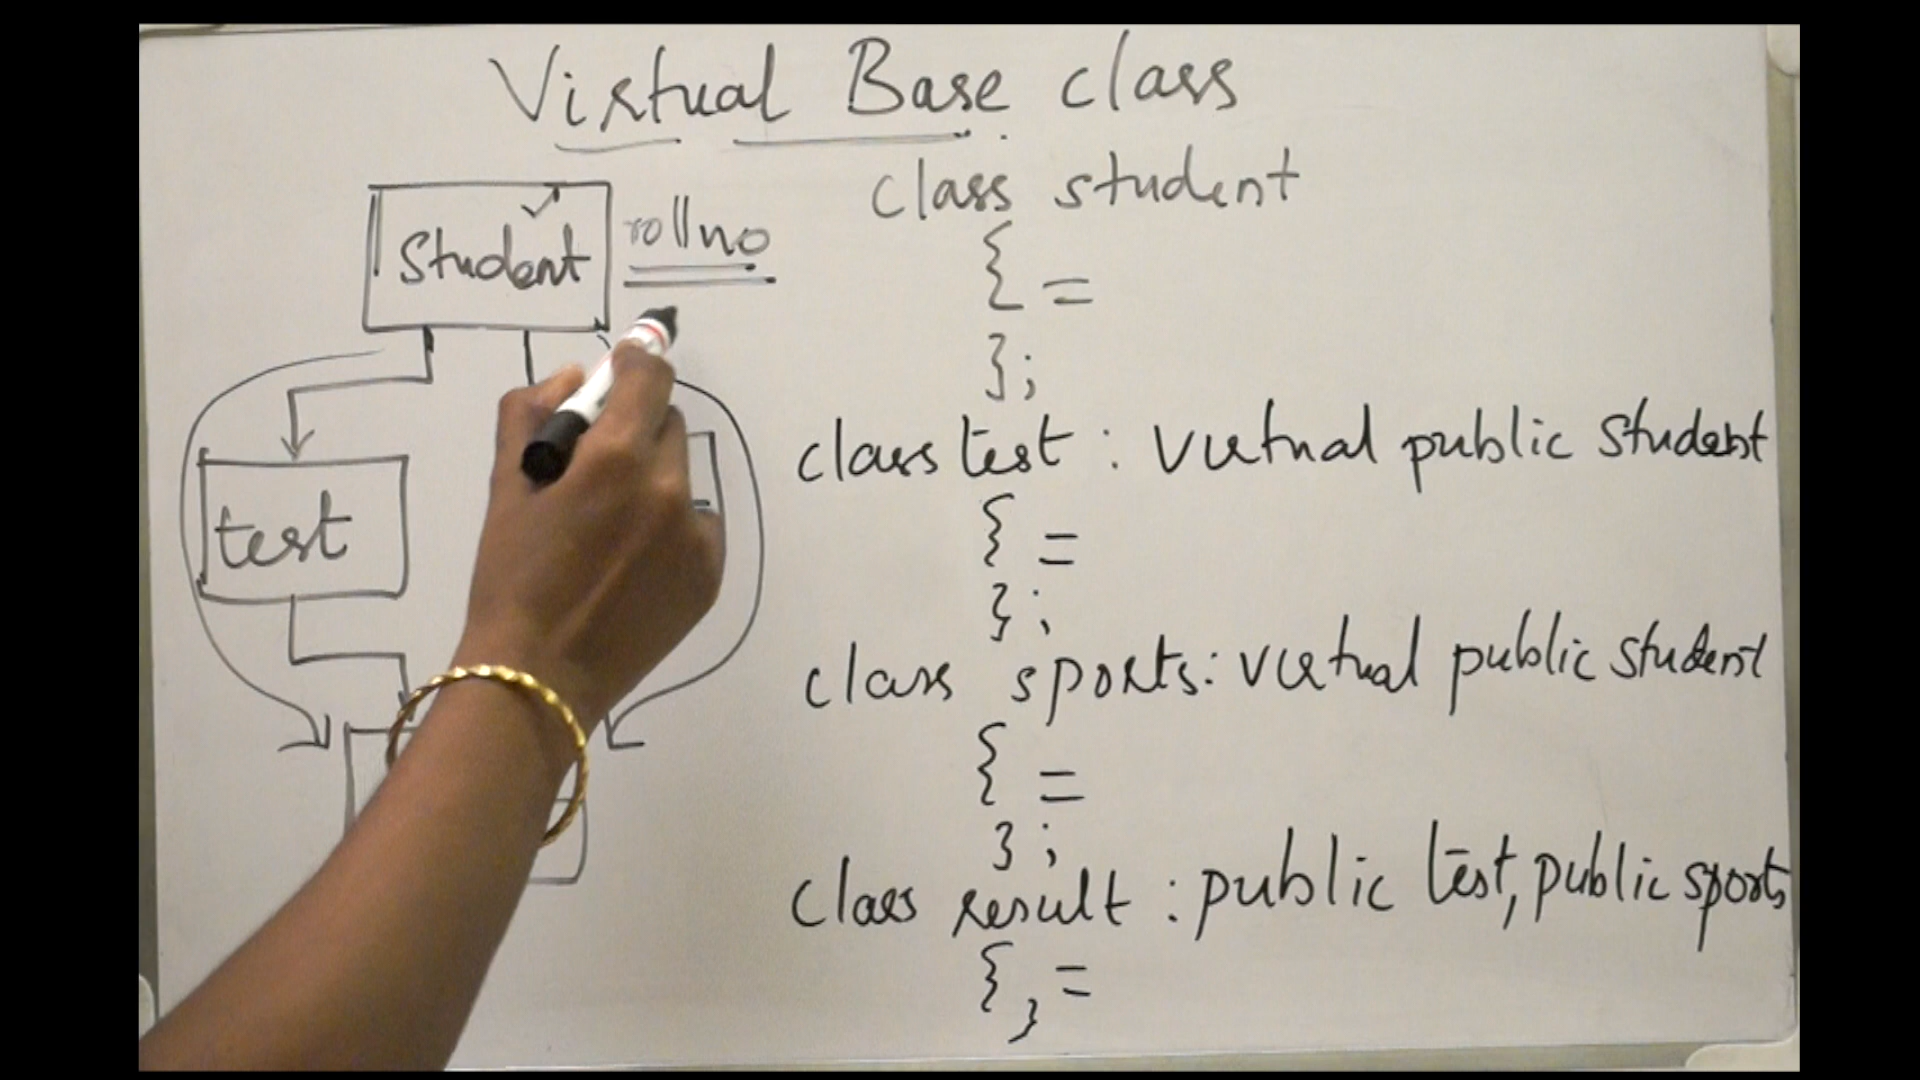 Virtual Base class
Student
rollno
test
class student
{ =
};
class test : virtual public student
{ =
};
class sports: virtual public student
{ =
};
class result : public test, public sports
{ =
}